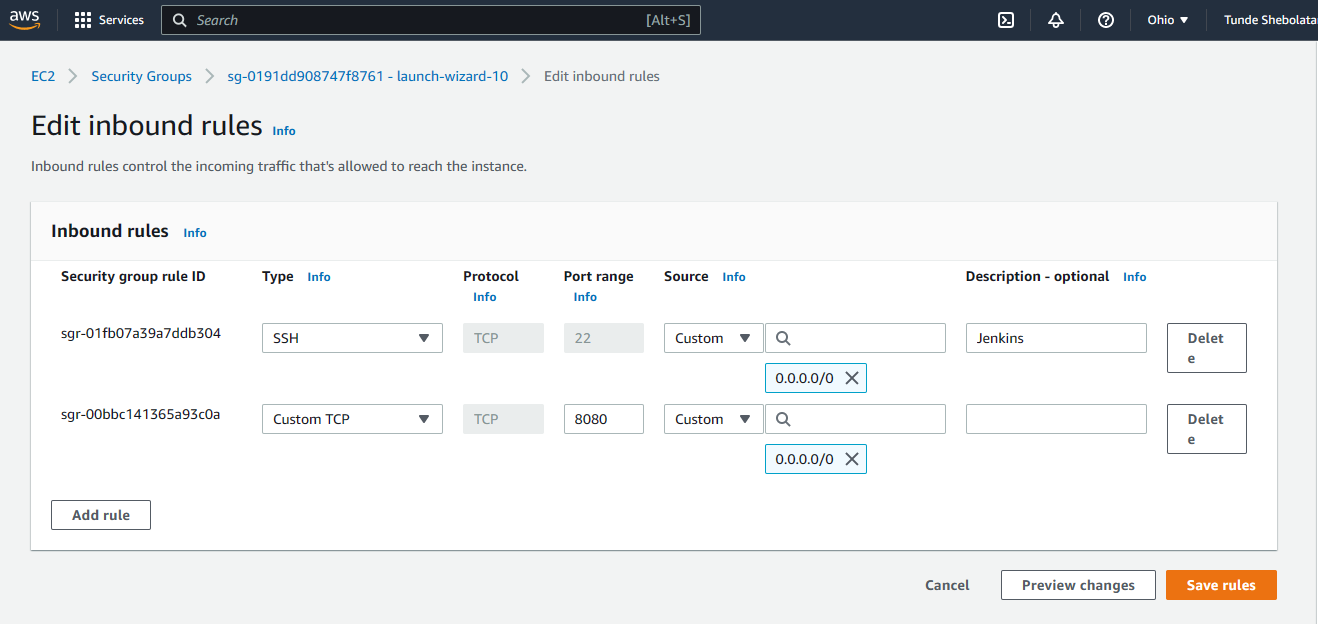 aws Services Search [Alt+S] Ohio Tunde Shebolata
EC2 Security Groups sg-0191dd908747f8761 - launch-wizard-10 Edit inbound rules
Edit inbound rules Info
Inbound rules control the incoming traffic that's allowed to reach the instance.
Inbound rules Info
Security group rule ID Type Info Protocol Port range Source Info Description - optional Info
Info Info
sgr-01fb07a39a7ddb304 SSH TCP 22 Custom Jenkins Delet
e
0.0.0.0/0
sgr-00bbc141365a93c0a Custom TCP TCP 8080 Custom Delet
e
0.0.0.0/0
Add rule
Cancel Preview changes Save rules